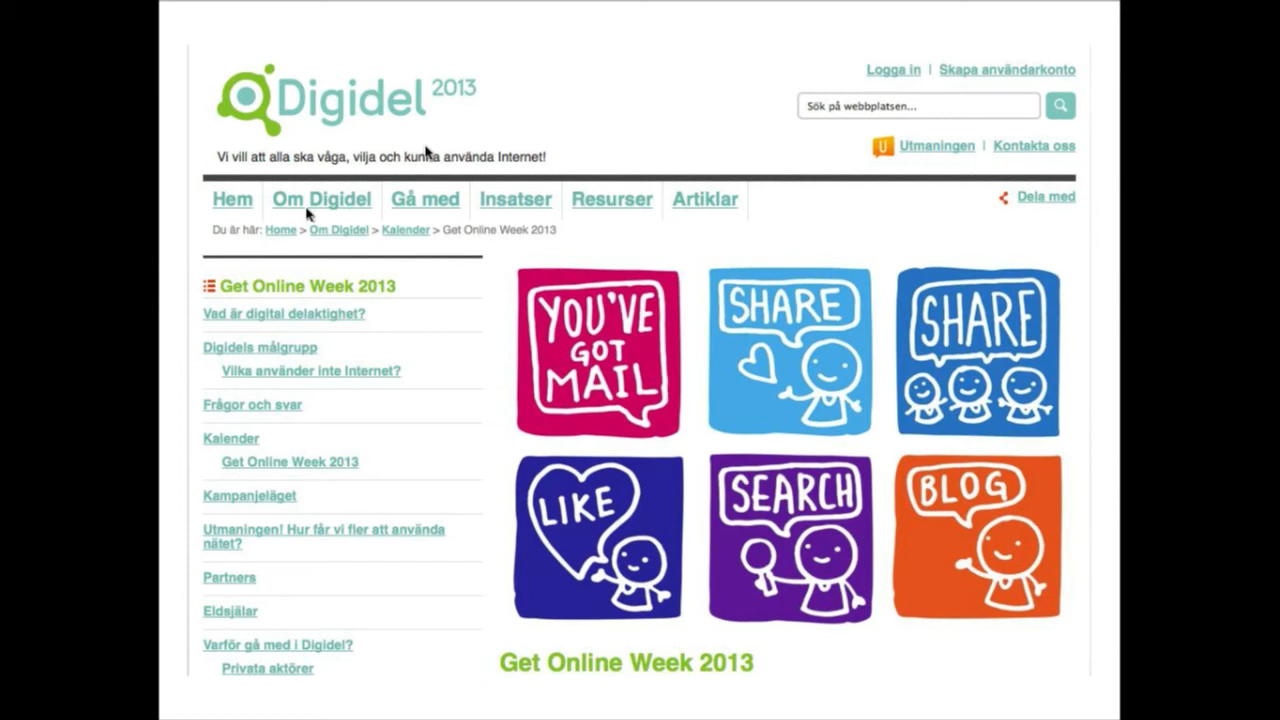 Digidel 2013
Logga in | Skapa användarkonto
Sök på webbplatsen...
Vi vill att alla ska våga, vilja och kunna använda Internet!
U Utmaningen | Kontakta oss
Hem Om Digidel Gå med Insatser Resurser Artiklar
Dela med
Du är här: Home > Om Digidel > Kalender > Get Online Week 2013
Get Online Week 2013
Vad är digital delaktighet?
Digidels målgrupp
Vilka använder inte Internet?
Frågor och svar
Kalender
Get Online Week 2013
Kampanjeläget
Utmaningen! Hur får vi fler att använda
nätet?
Partners
Eldsjälar
Varför gå med i Digidel?
Privata aktörer
YOU'VE
GOT
MAIL
SHARE
SHARE
LIKE
SEARCH
BLOG
Get Online Week 2013